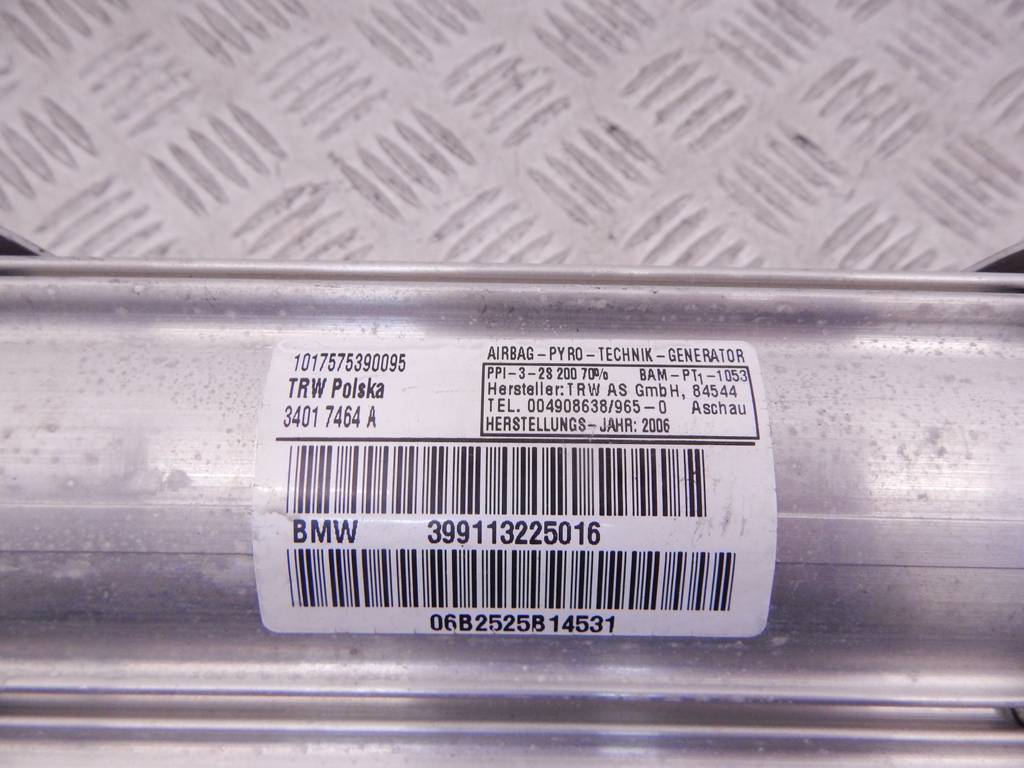 1017575390095
TRW Polska
3401 7464 A
AIRBAG-PYRO-TECHNIK-GENERATOR
PPI-3-2S 200 70% BAM-PT1-1053
Hersteller: TRW AS GmbH, 84544
TEL. 004908638/965-0 Aschau
HERSTELLUNGS-JAHR: 2006
BMW 399113225016
06B2525B14531